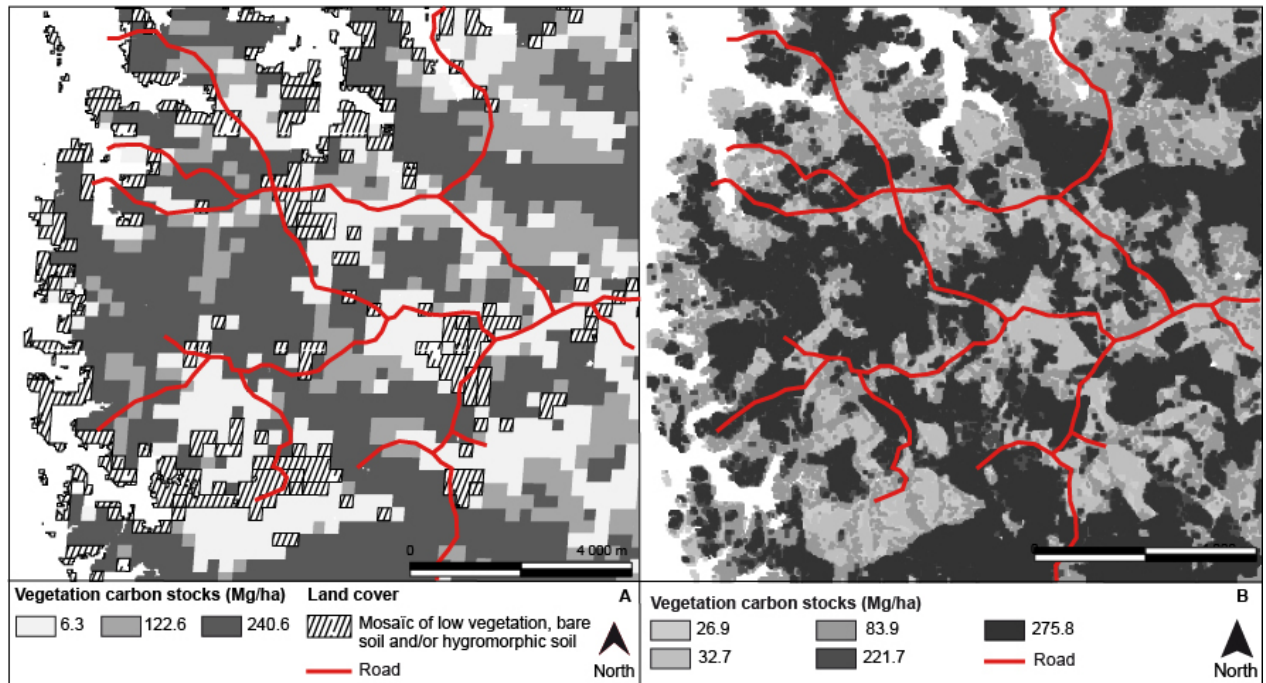 0 4 000 m
0
Vegetation carbon stocks (Mg/ha) Land cover A
6.3 122.6 240.6 Mosaïc of low vegetation, bare
soil and/or hygromorphic soil
Road North
Vegetation carbon stocks (Mg/ha) B
26.9 83.9 275.8
32.7 221.7 Road
North